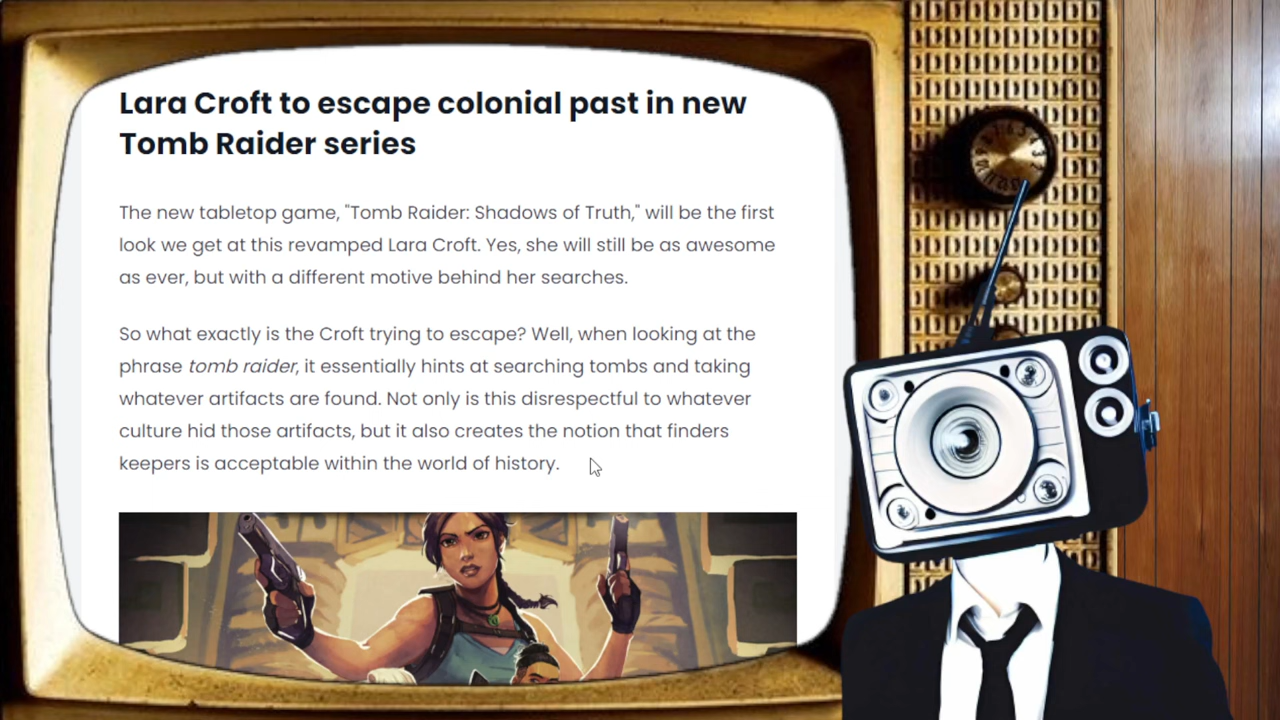 Lara Croft to escape colonial past in new
Tomb Raider series
The new tabletop game, "Tomb Raider: Shadows of Truth," will be the first
look we get at this revamped Lara Croft. Yes, she will still be as awesome
as ever, but with a different motive behind her searches.
So what exactly is the Croft trying to escape? Well, when looking at the
phrase tomb raider, it essentially hints at searching tombs and taking
whatever artifacts are found. Not only is this disrespectful to whatever
culture hid those artifacts, but it also creates the notion that finders
keepers is acceptable within the world of history.